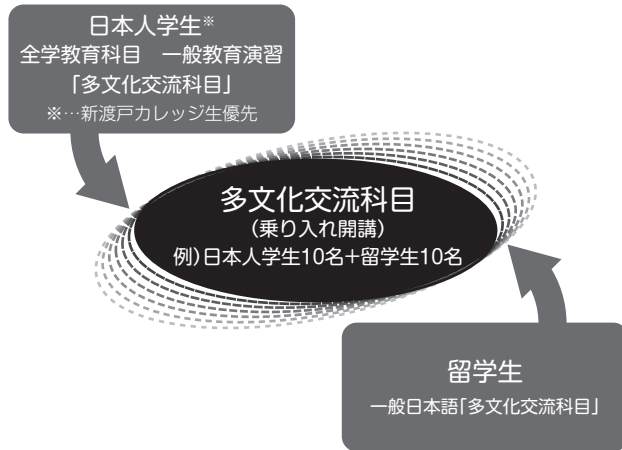 日本人学生※
全学教育科目　一般教育演習
「多文化交流科目」
※…新渡戸カレッジ生優先
多文化交流科目
(乗り入れ開講)
例)日本人学生10名+留学生10名
留学生
一般日本語「多文化交流科目」